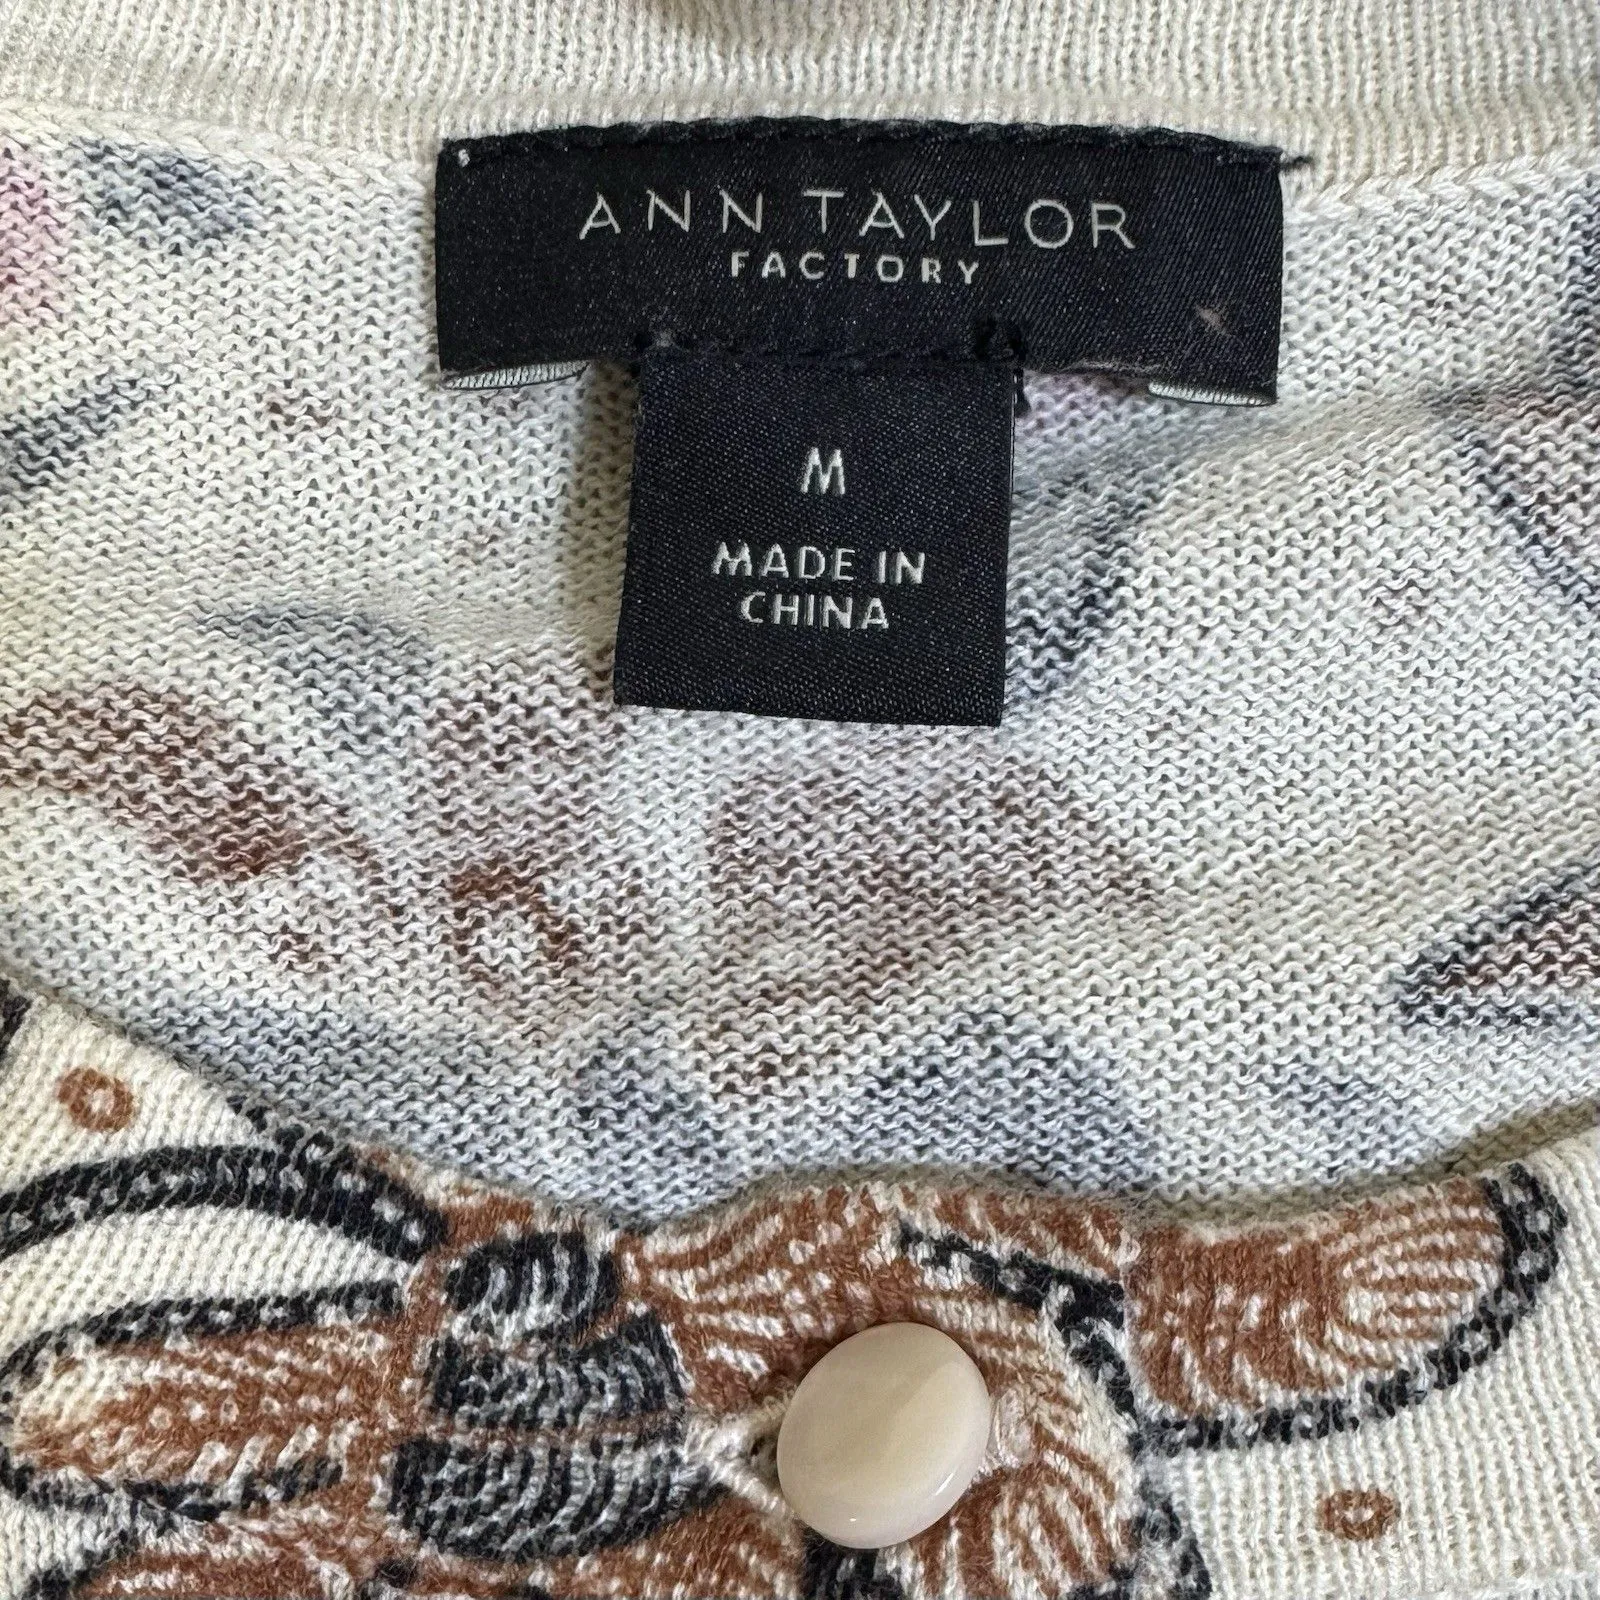 ANN TAYLOR
FACTORY
M
MADE IN
CHINA